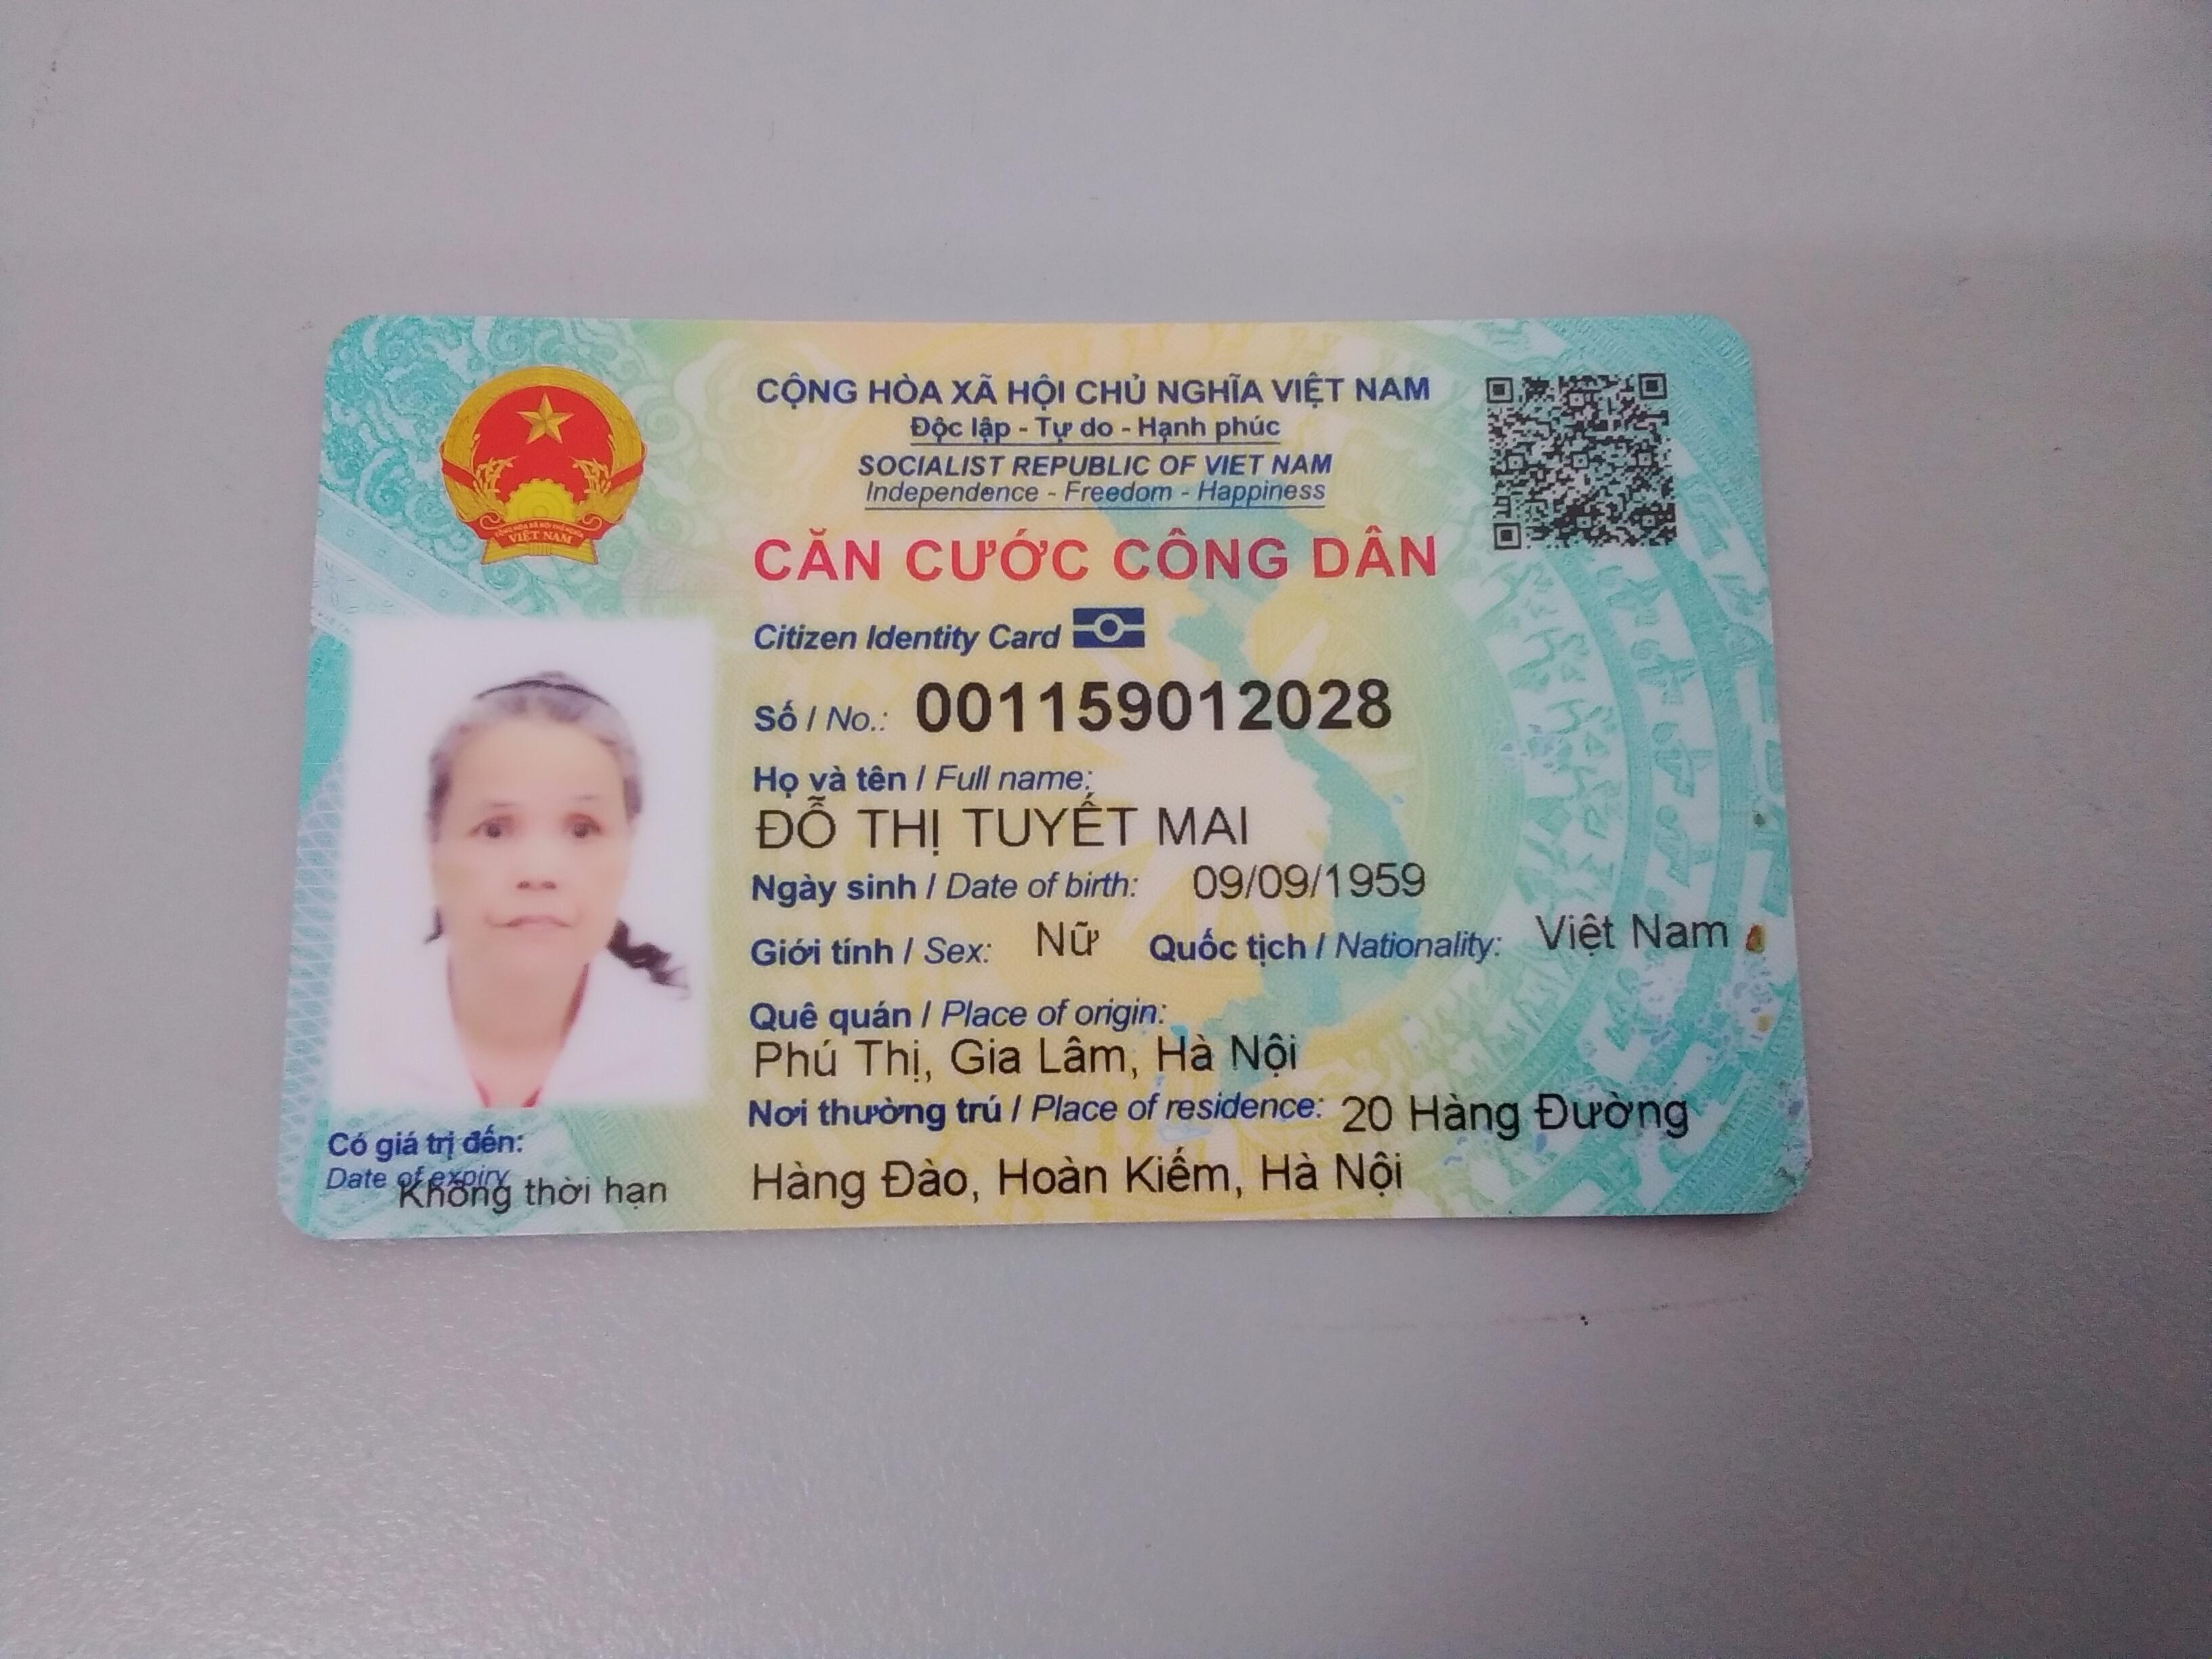 CỘNG HÒA XÃ HỘI CHỦ NGHĨA VIỆT NAM
Độc lập - Tự do - Hạnh phúc
SOCIALIST REPUBLIC OF VIET NAM
Independence - Freedom - Happiness
CĂN CƯỚC CÔNG DÂN
Citizen Identity Card
Số / No.: 001159012028
Họ và tên / Full name:
ĐỖ THỊ TUYẾT MAI
Ngày sinh / Date of birth: 09/09/1959
Giới tính / Sex: Nữ Quốc tịch / Nationality: Việt Nam
Quê quán / Place of origin:
Phú Thị, Gia Lâm, Hà Nội
Nơi thường trú / Place of residence: 20 Hàng Đường
Hàng Đào, Hoàn Kiếm, Hà Nội
Có giá trị đến:
Date of expiry
Không thời hạn
VIỆT NAM